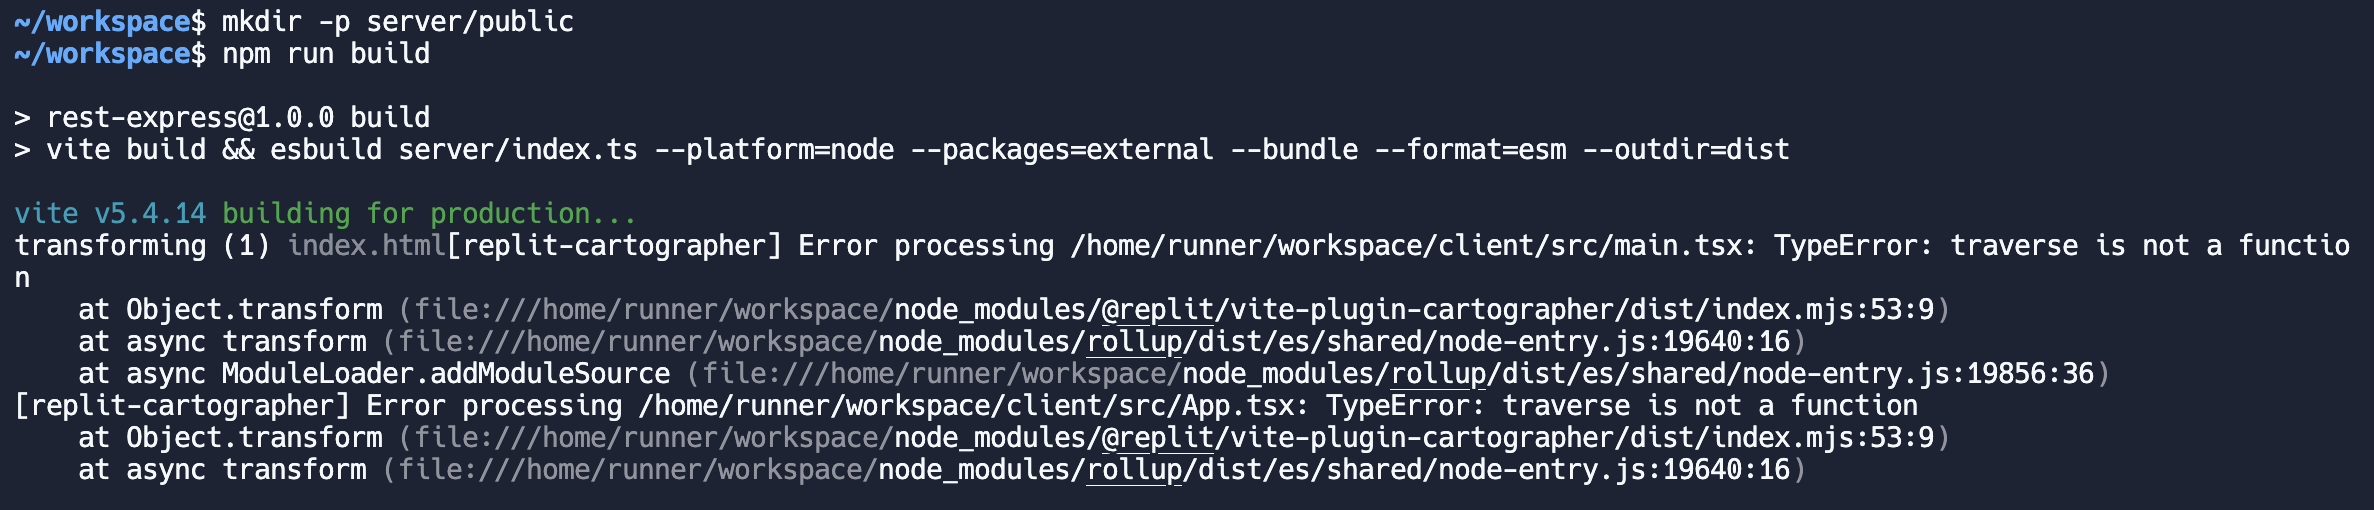 ~/workspace$ mkdir -p server/public
~/workspace$ npm run build
> rest-express@1.0.0 build
> vite build && esbuild server/index.ts --platform=node --packages=external --bundle --format=esm --outdir=dist
vite v5.4.14 building for production...
transforming (1) index.html[replit-cartographer] Error processing /home/runner/workspace/client/src/main.tsx: TypeError: traverse is not a functio
n
    at Object.transform (file:///home/runner/workspace/node_modules/@replit/vite-plugin-cartographer/dist/index.mjs:53:9)
    at async transform (file:///home/runner/workspace/node_modules/rollup/dist/es/shared/node-entry.js:19640:16)
    at async ModuleLoader.addModuleSource (file:///home/runner/workspace/node_modules/rollup/dist/es/shared/node-entry.js:19856:36)
[replit-cartographer] Error processing /home/runner/workspace/client/src/App.tsx: TypeError: traverse is not a function
    at Object.transform (file:///home/runner/workspace/node_modules/@replit/vite-plugin-cartographer/dist/index.mjs:53:9)
    at async transform (file:///home/runner/workspace/node_modules/rollup/dist/es/shared/node-entry.js:19640:16)